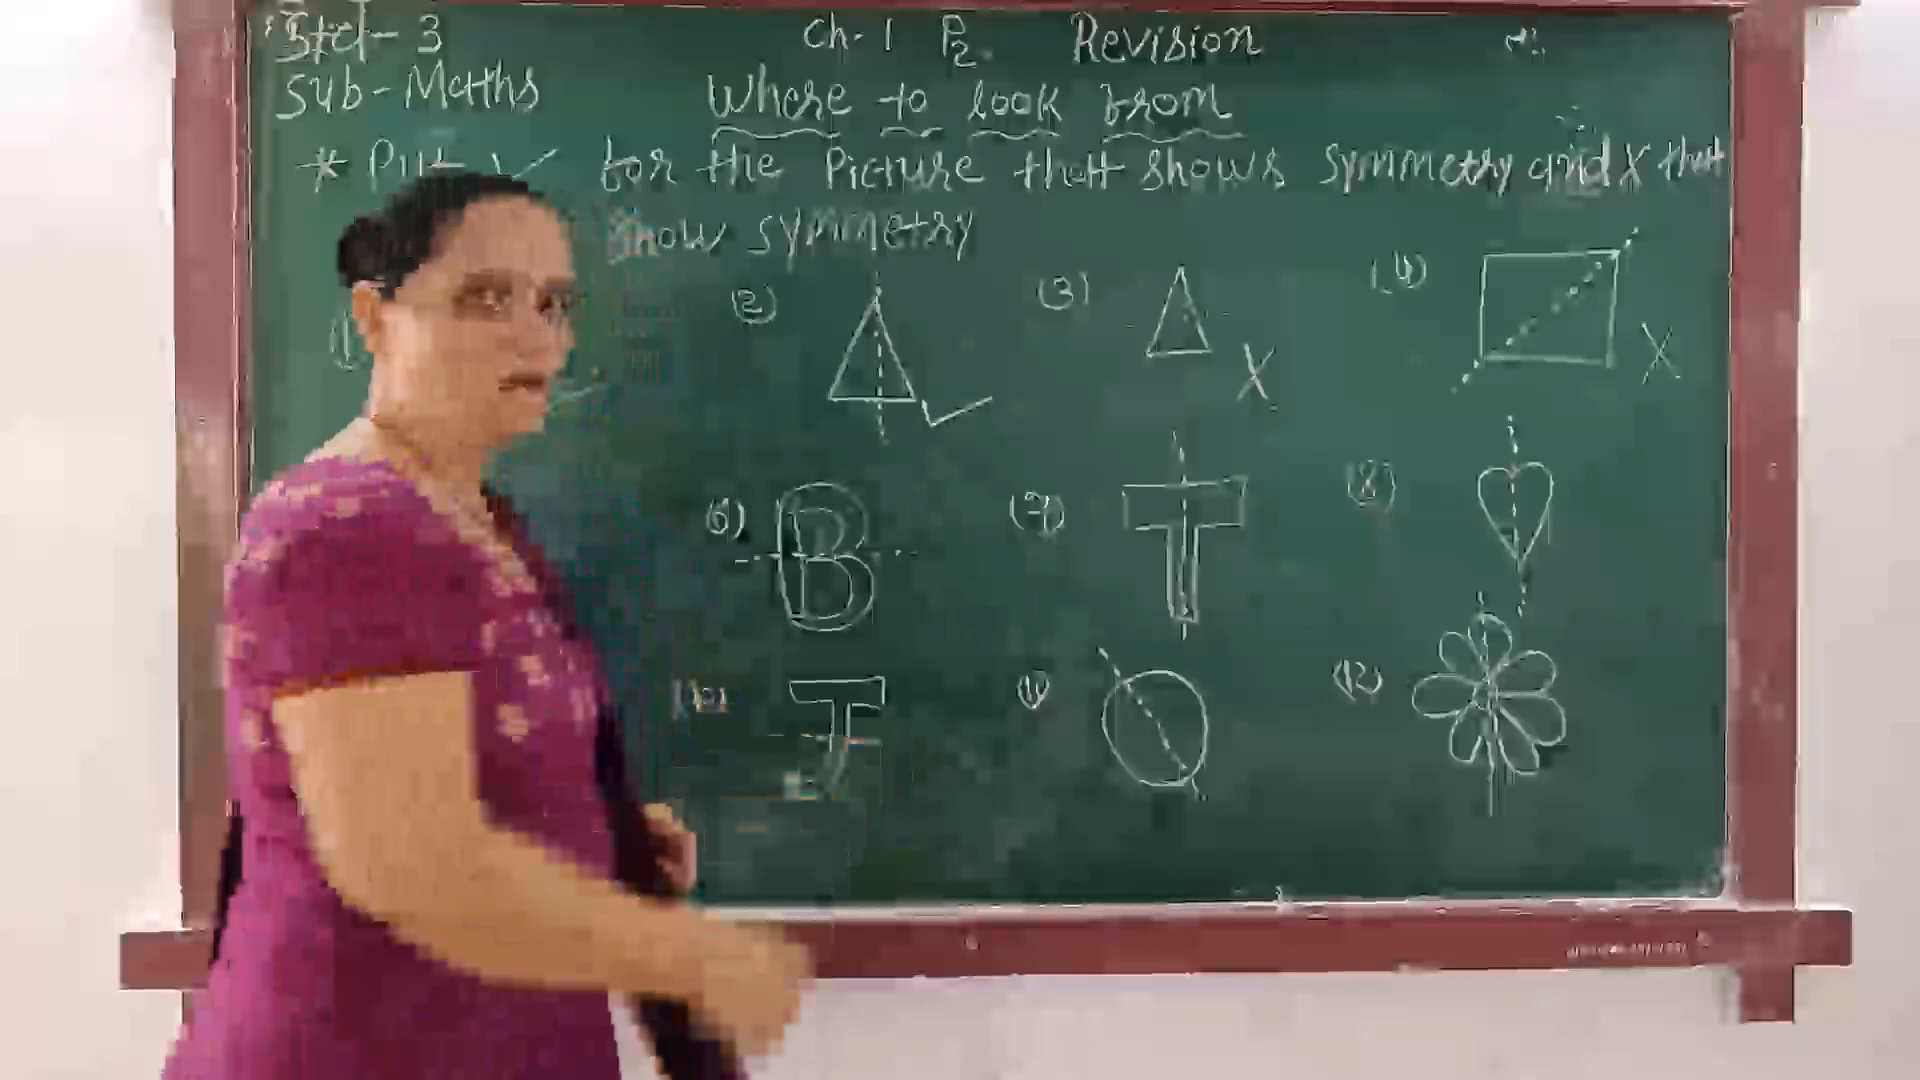 Std - 3 Ch. 1 P2. Revision
Sub - Maths Where to look from
* Put ✓ for the Picture that shows symmetry and X that
show symmetry
(2) ✓ (3) X (4) X
(6) B (7) T (8)
(10) J 11 (12)